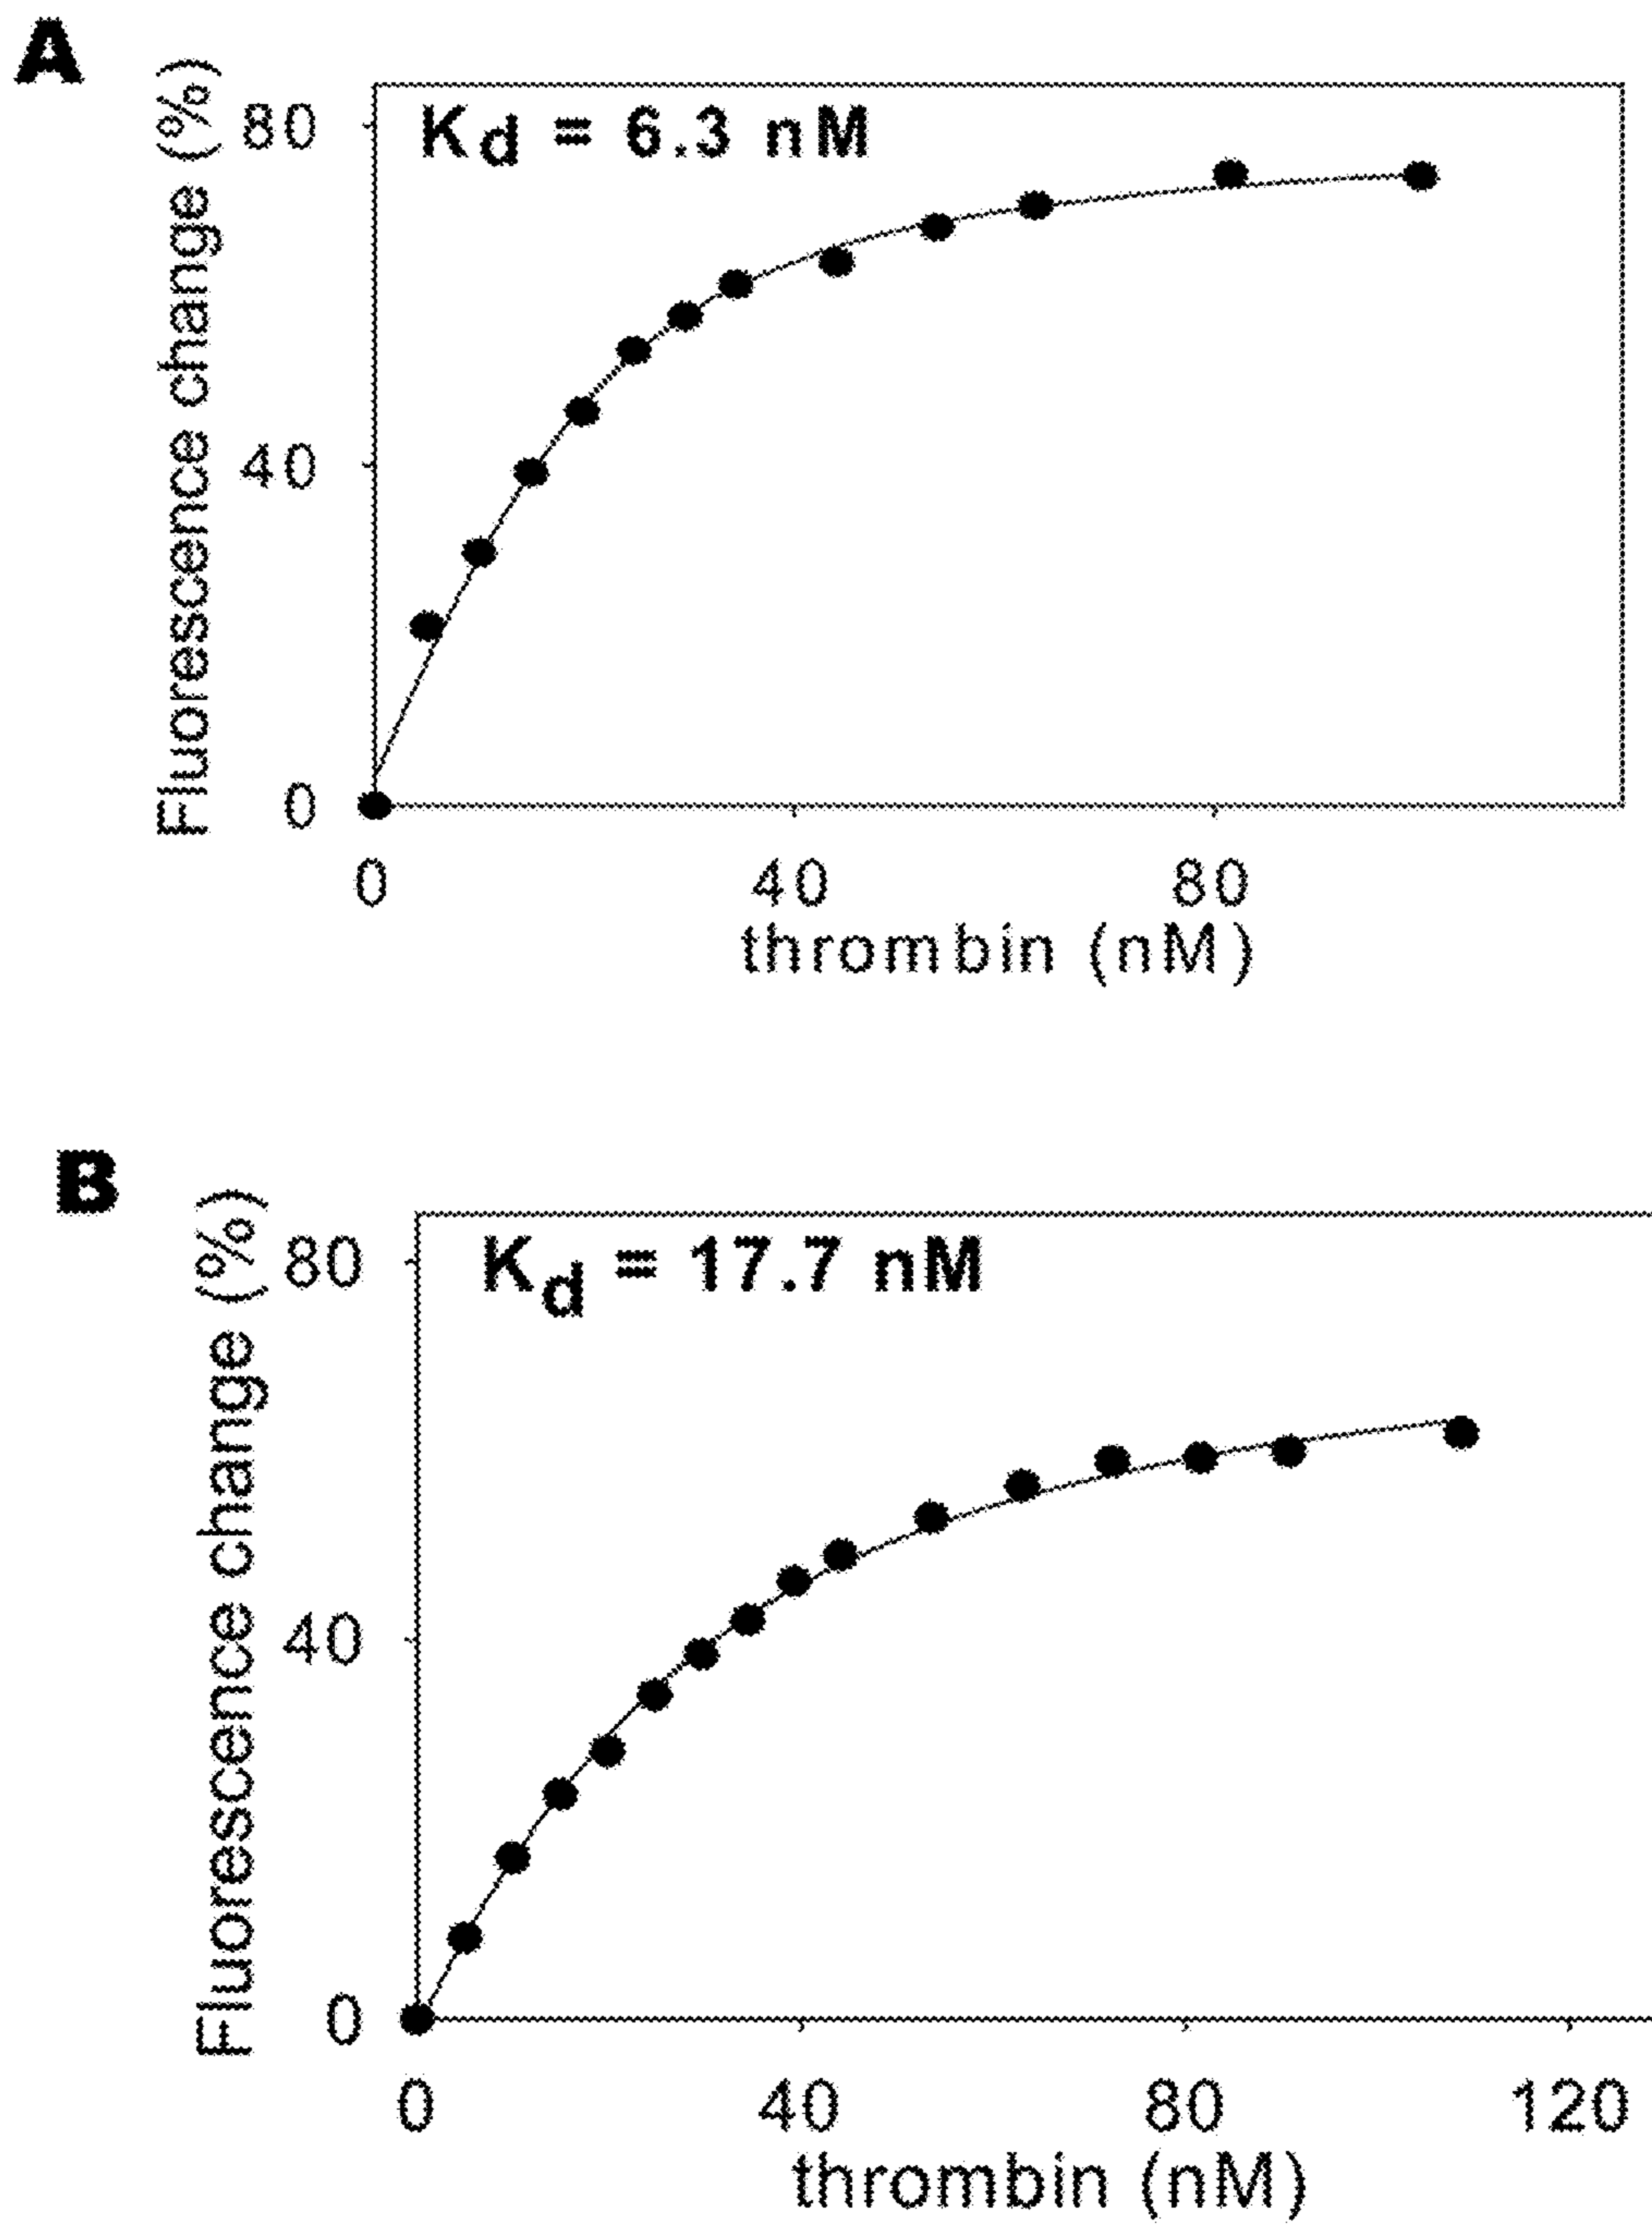 A
Fluorescence change (%)
80
40
0
Kd = 6.3 nM
0 40 80
thrombin (nM)
B
Fluorescence change (%)
80
40
0
Kd = 17.7 nM
0 40 80 120
thrombin (nM)